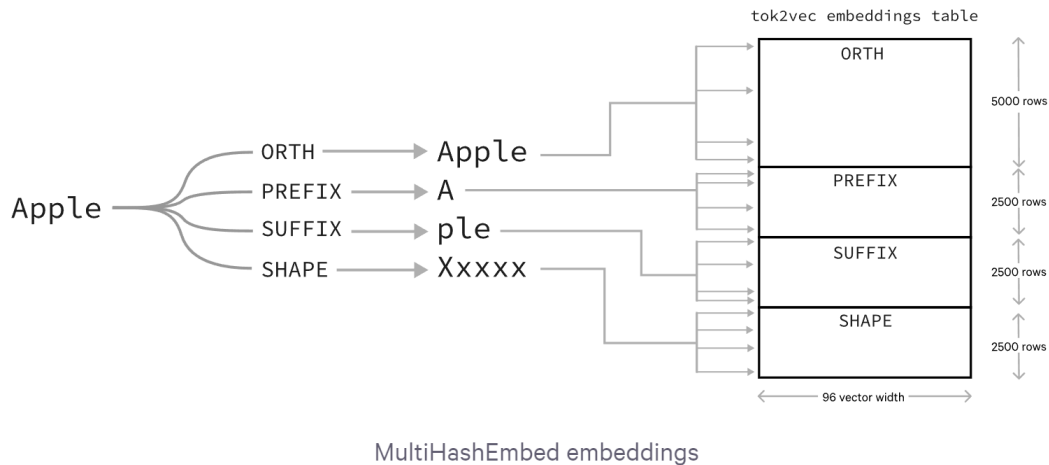 tok2vec embeddings table
Apple
ORTH
Apple
PREFIX
A
SUFFIX
ple
SHAPE
Xxxxx
ORTH
5000 rows
PREFIX
2500 rows
SUFFIX
2500 rows
SHAPE
2500 rows
96 vector width
MultiHashEmbed embeddings